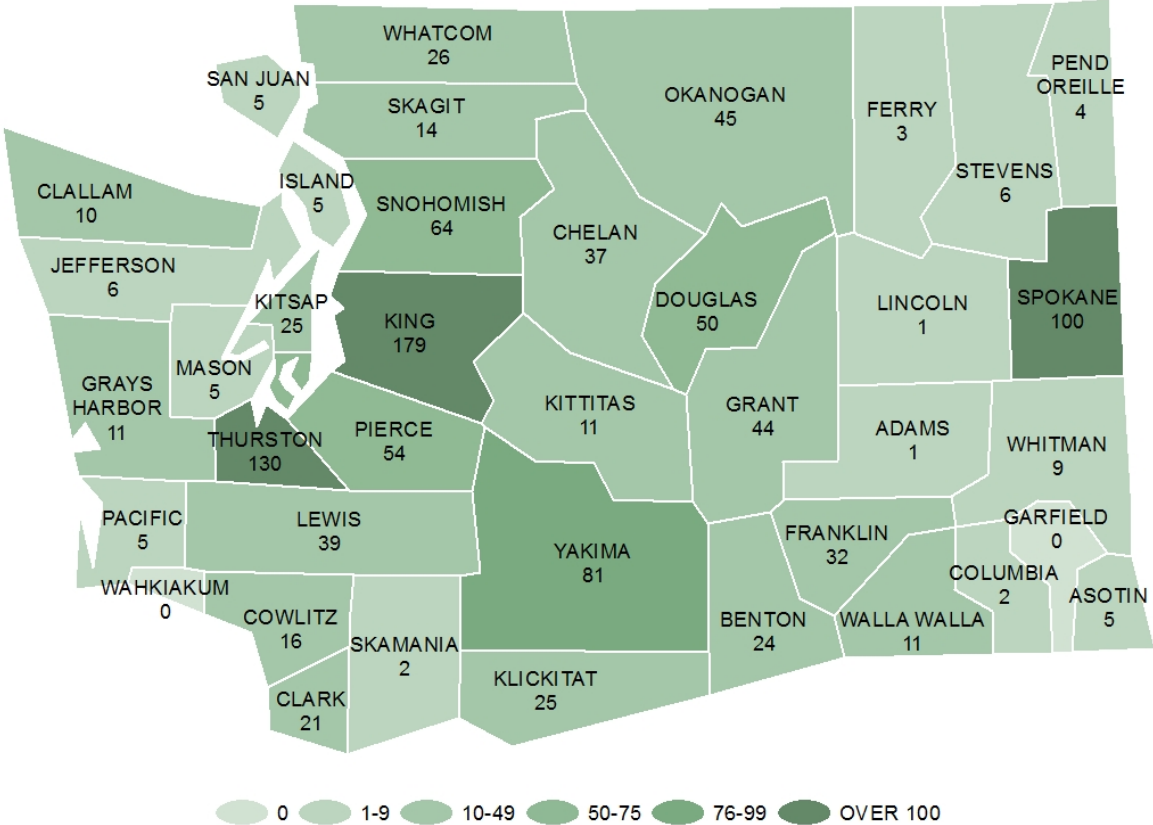 WHATCOM
26
SAN JUAN
5
SKAGIT
14
OKANOGAN
45
FERRY
3
PEND
OREILLE
4
STEVENS
6
CLALLAM
10
ISLAND
5
SNOHOMISH
64
CHELAN
37
JEFFERSON
6
KITSAP
25
KING
179
DOUGLAS
50
LINCOLN
1
SPOKANE
100
MASON
5
GRAYS
HARBOR
11
THURSTON
130
PIERCE
54
KITTITAS
11
GRANT
44
ADAMS
1
WHITMAN
9
PACIFIC
5
LEWIS
39
YAKIMA
81
FRANKLIN
32
GARFIELD
0
WAHKIAKUM
0
COWLITZ
16
SKAMANIA
2
BENTON
24
WALLA WALLA
11
COLUMBIA
2
ASOTIN
5
CLARK
21
KLICKITAT
25
0 1-9 10-49 50-75 76-99 OVER 100